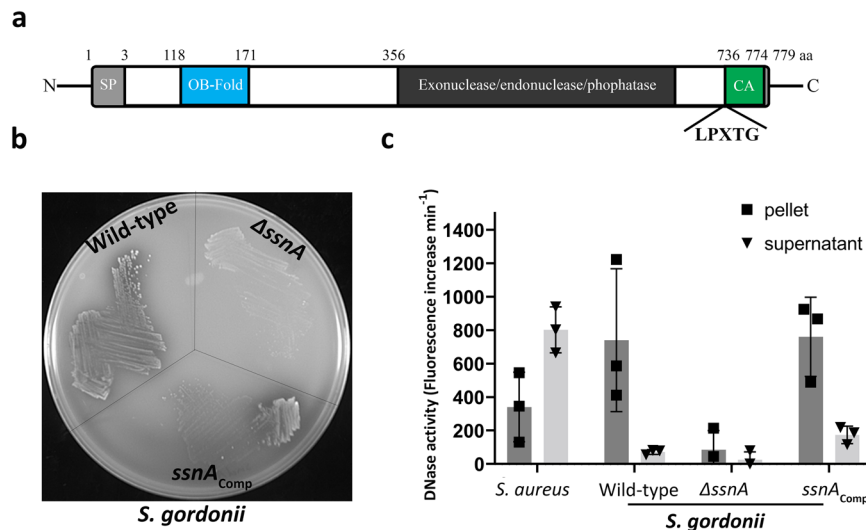 a
1 3 118 171 356 736 774 779 aa
N SP OB-Fold Exonuclease/endonuclease/phophatase CA C
LPXTG
b
Wild-type
ΔssnA
ssnAComp
S. gordonii
c
DNase activity (Fluorescence increase min-1)
1400
1200
1000
800
600
400
200
0
pellet
supernatant
S. aureus Wild-type ΔssnA ssnAComp
S. gordonii